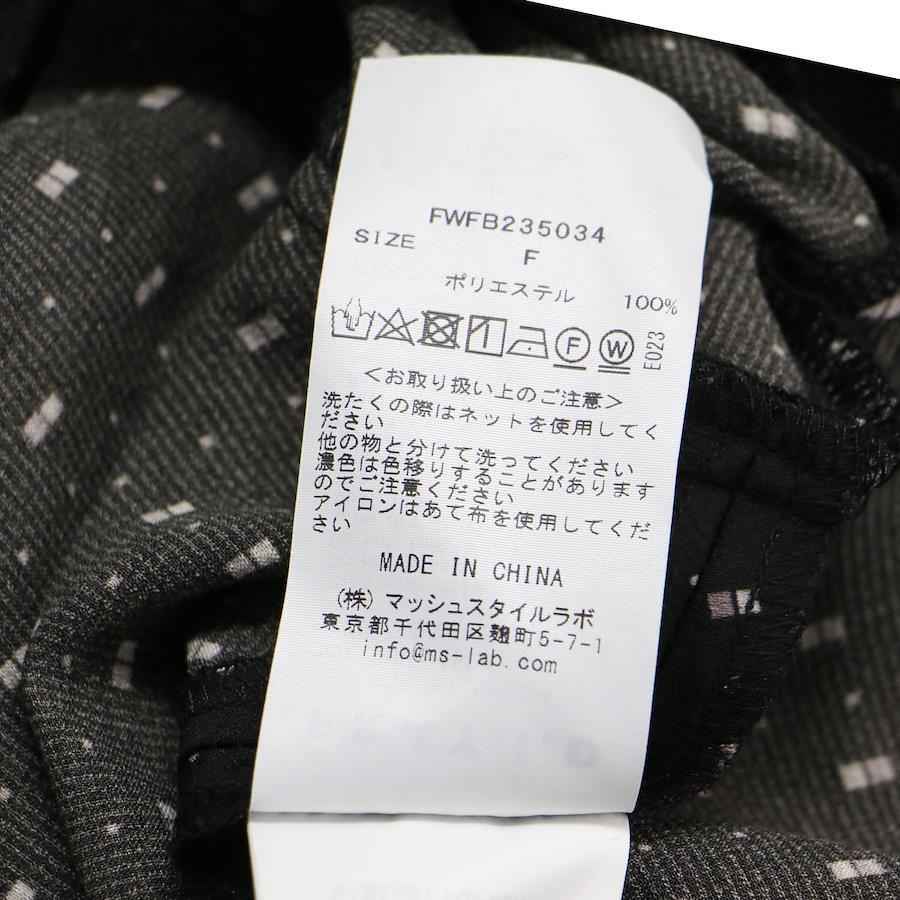 FWFB235034
SIZE F
ポリエステル 100%
F W E023
<お取り扱い上のご注意>
洗たくの際はネットを使用してく
ださい
他の物と分けて洗ってください
濃色は色移りすることがあります
のでご注意ください
アイロンはあて布を使用してくだ
さい
MADE IN CHINA
(株)マッシュスタイルラボ
東京都千代田区麹町5-7-1
info@ms-lab.com